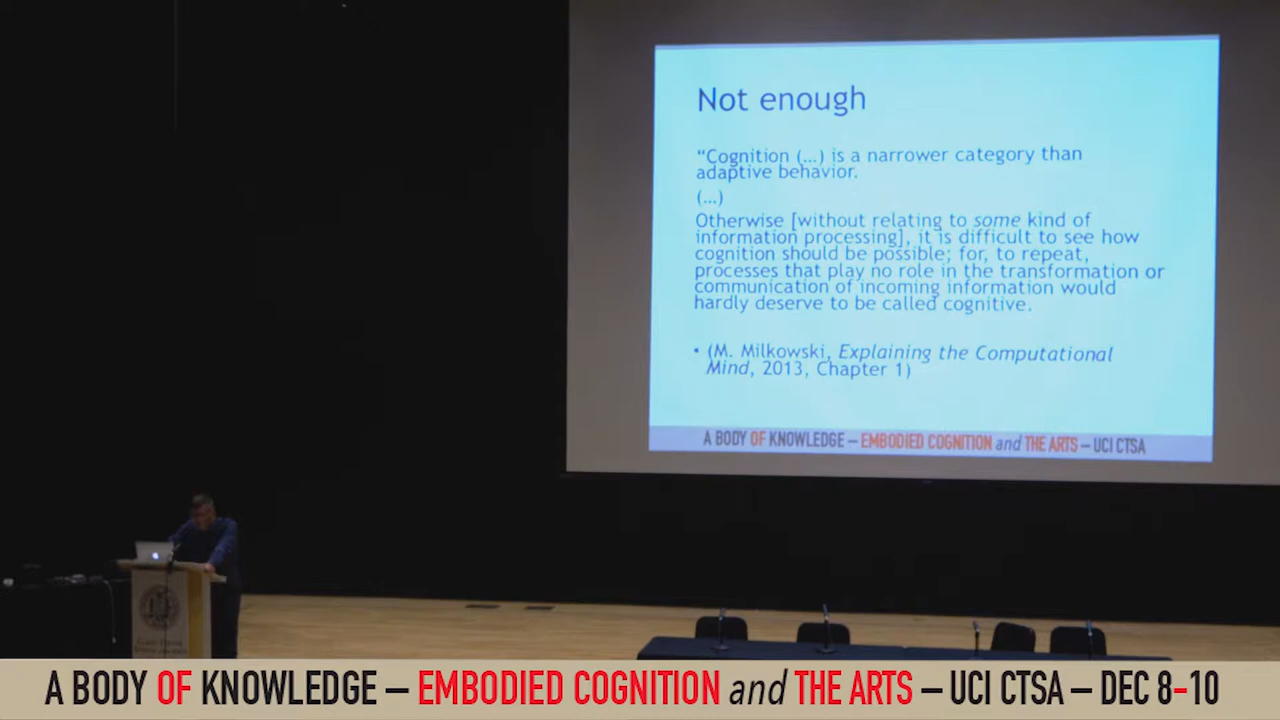 Not enough
“Cognition (…) is a narrower category than
adaptive behavior.
(…)
Otherwise [without relating to some kind of
information processing], it is difficult to see how
cognition should be possible; for, to repeat,
processes that play no role in the transformation or
communication of incoming information would
hardly deserve to be called cognitive.
• (M. Milkowski, Explaining the Computational
Mind, 2013, Chapter 1)
A BODY OF KNOWLEDGE – EMBODIED COGNITION and THE ARTS – UCI CTSA
A BODY OF KNOWLEDGE – EMBODIED COGNITION and THE ARTS – UCI CTSA – DEC 8-10